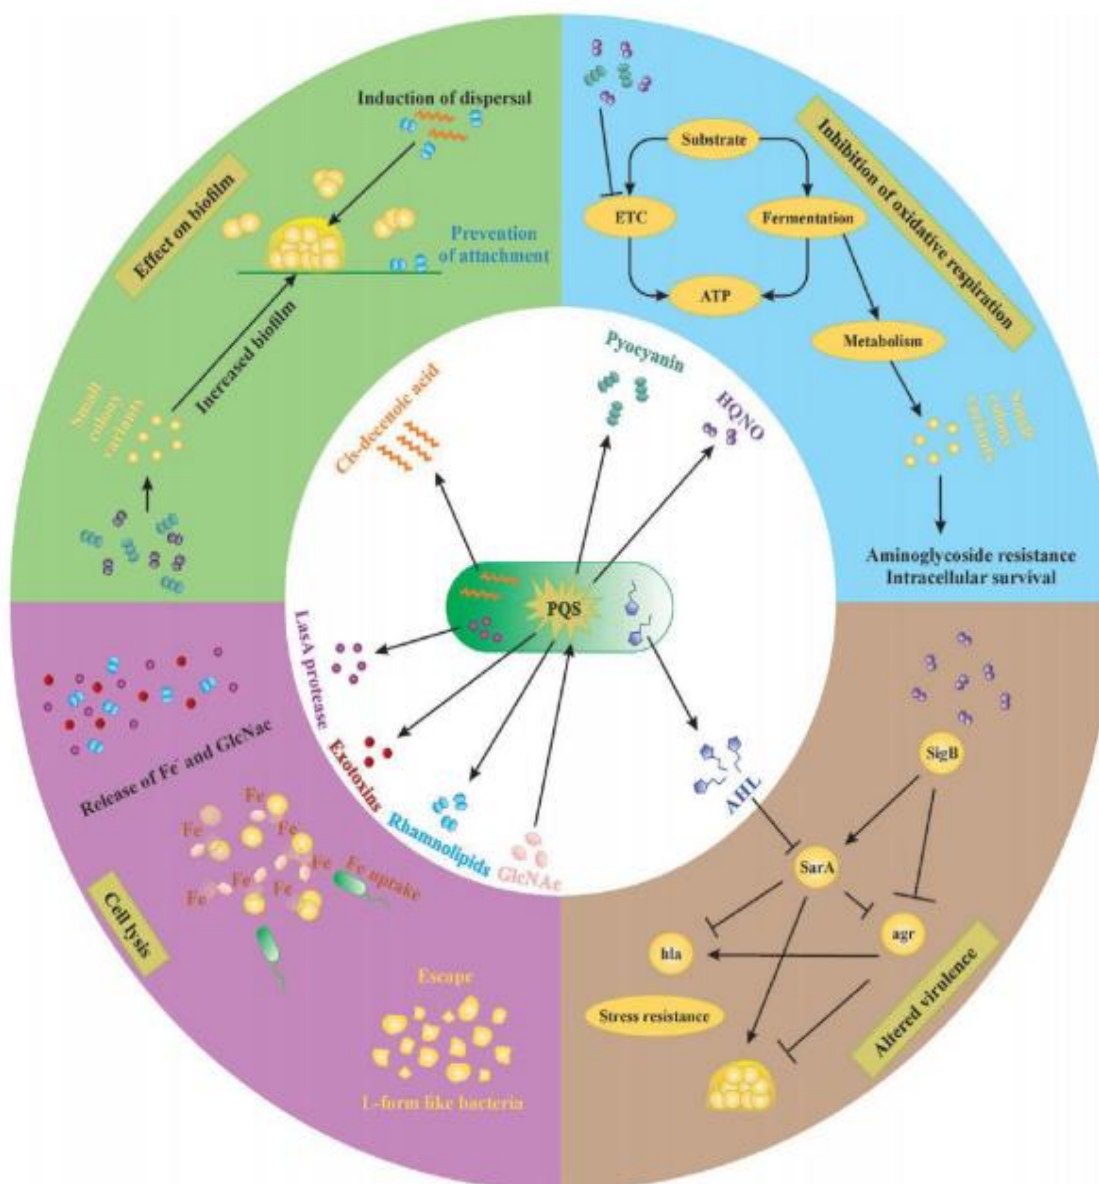 Induction of dispersal
Effect on biofilm
Prevention
of attachment
Increased biofilm
Small
colony
variants
Substrate
ETC
Fermentation
ATP
Metabolism
Inhibition of oxidative respiration
Small
colony
variants
Aminoglycoside resistance
Intracellular survival
Cis-decenoic acid
Pyocyanin
HQNO
PQS
LasA protease
Exotoxins
Rhamnolipids
GlcNAc
AHL
Release of Fe and GlcNac
Fe
Fe
Fe
Fe
Fe
Fe
Fe
Fe uptake
Cell lysis
Escape
L-form like bacteria
SigB
SarA
agr
hla
Stress resistance
Altered virulence